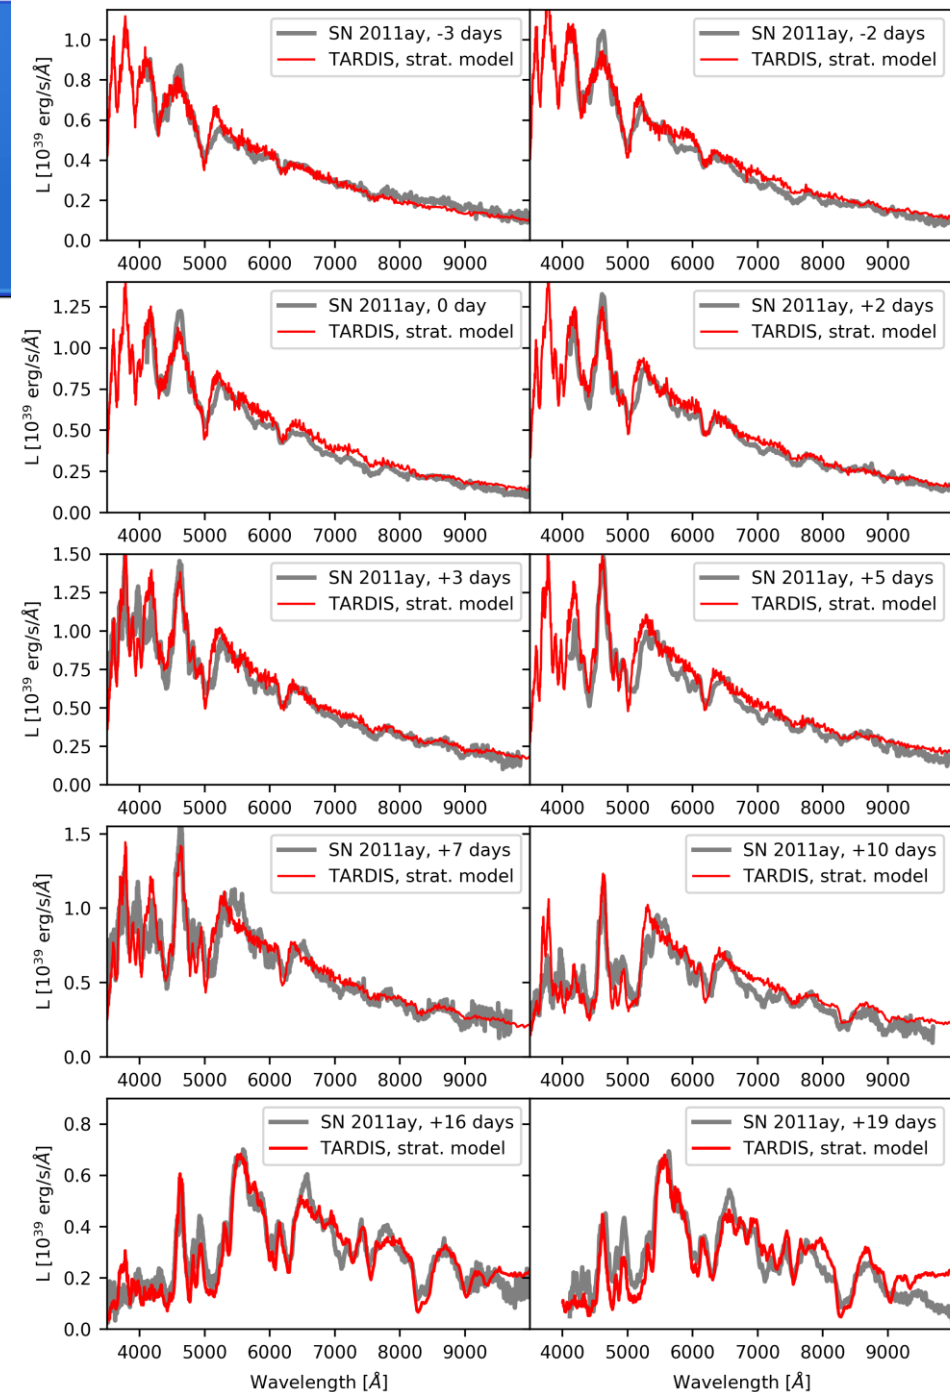 SN 2011ay, -3 days
TARDIS, strat. model
1.0
0.8
0.6
0.4
0.2
0.0
L [10³⁹ erg/s/Å]
4000 5000 6000 7000 8000 9000
SN 2011ay, -2 days
TARDIS, strat. model
4000 5000 6000 7000 8000 9000
SN 2011ay, 0 day
TARDIS, strat. model
1.25
1.00
0.75
0.50
0.25
0.00
L [10³⁹ erg/s/Å]
4000 5000 6000 7000 8000 9000
SN 2011ay, +2 days
TARDIS, strat. model
4000 5000 6000 7000 8000 9000
SN 2011ay, +3 days
TARDIS, strat. model
1.50
1.25
1.00
0.75
0.50
0.25
0.00
L [10³⁹ erg/s/Å]
4000 5000 6000 7000 8000 9000
SN 2011ay, +5 days
TARDIS, strat. model
4000 5000 6000 7000 8000 9000
SN 2011ay, +7 days
TARDIS, strat. model
1.5
1.0
0.5
0.0
L [10³⁹ erg/s/Å]
4000 5000 6000 7000 8000 9000
SN 2011ay, +10 days
TARDIS, strat. model
4000 5000 6000 7000 8000 9000
SN 2011ay, +16 days
TARDIS, strat. model
0.8
0.6
0.4
0.2
0.0
L [10³⁹ erg/s/Å]
4000 5000 6000 7000 8000 9000
Wavelength [Å]
SN 2011ay, +19 days
TARDIS, strat. model
4000 5000 6000 7000 8000 9000
Wavelength [Å]